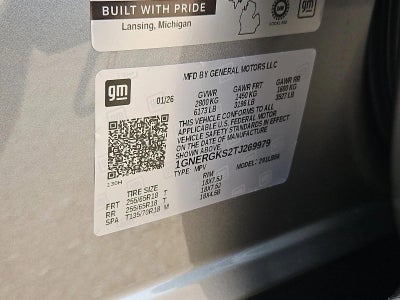 BUILT WITH PRIDE
Lansing, Michigan
gm
gm
01/26
MFD BY GENERAL MOTORS LLC
GVWR GAWR FRT GAWR RR
2800 KG 1450 KG 1600 KG
6173 LB 3196 LB 3527 LB
THIS VEHICLE CONFORMS TO ALL
APPLICABLE U.S. FEDERAL MOTOR
VEHICLE SAFETY STANDARDS IN EFFECT
ON THE DATE OF MANUFACTURE
SHOWN ABOVE.
1GNERGKS2TJ269979
TYPE: MPV MODEL:
TIRE SIZE RIM
FRT 255/65R18 T 18X7.5J
RR 255/65R18 T 18X7.5J
SPA T135/70R18 M 18X4.5B